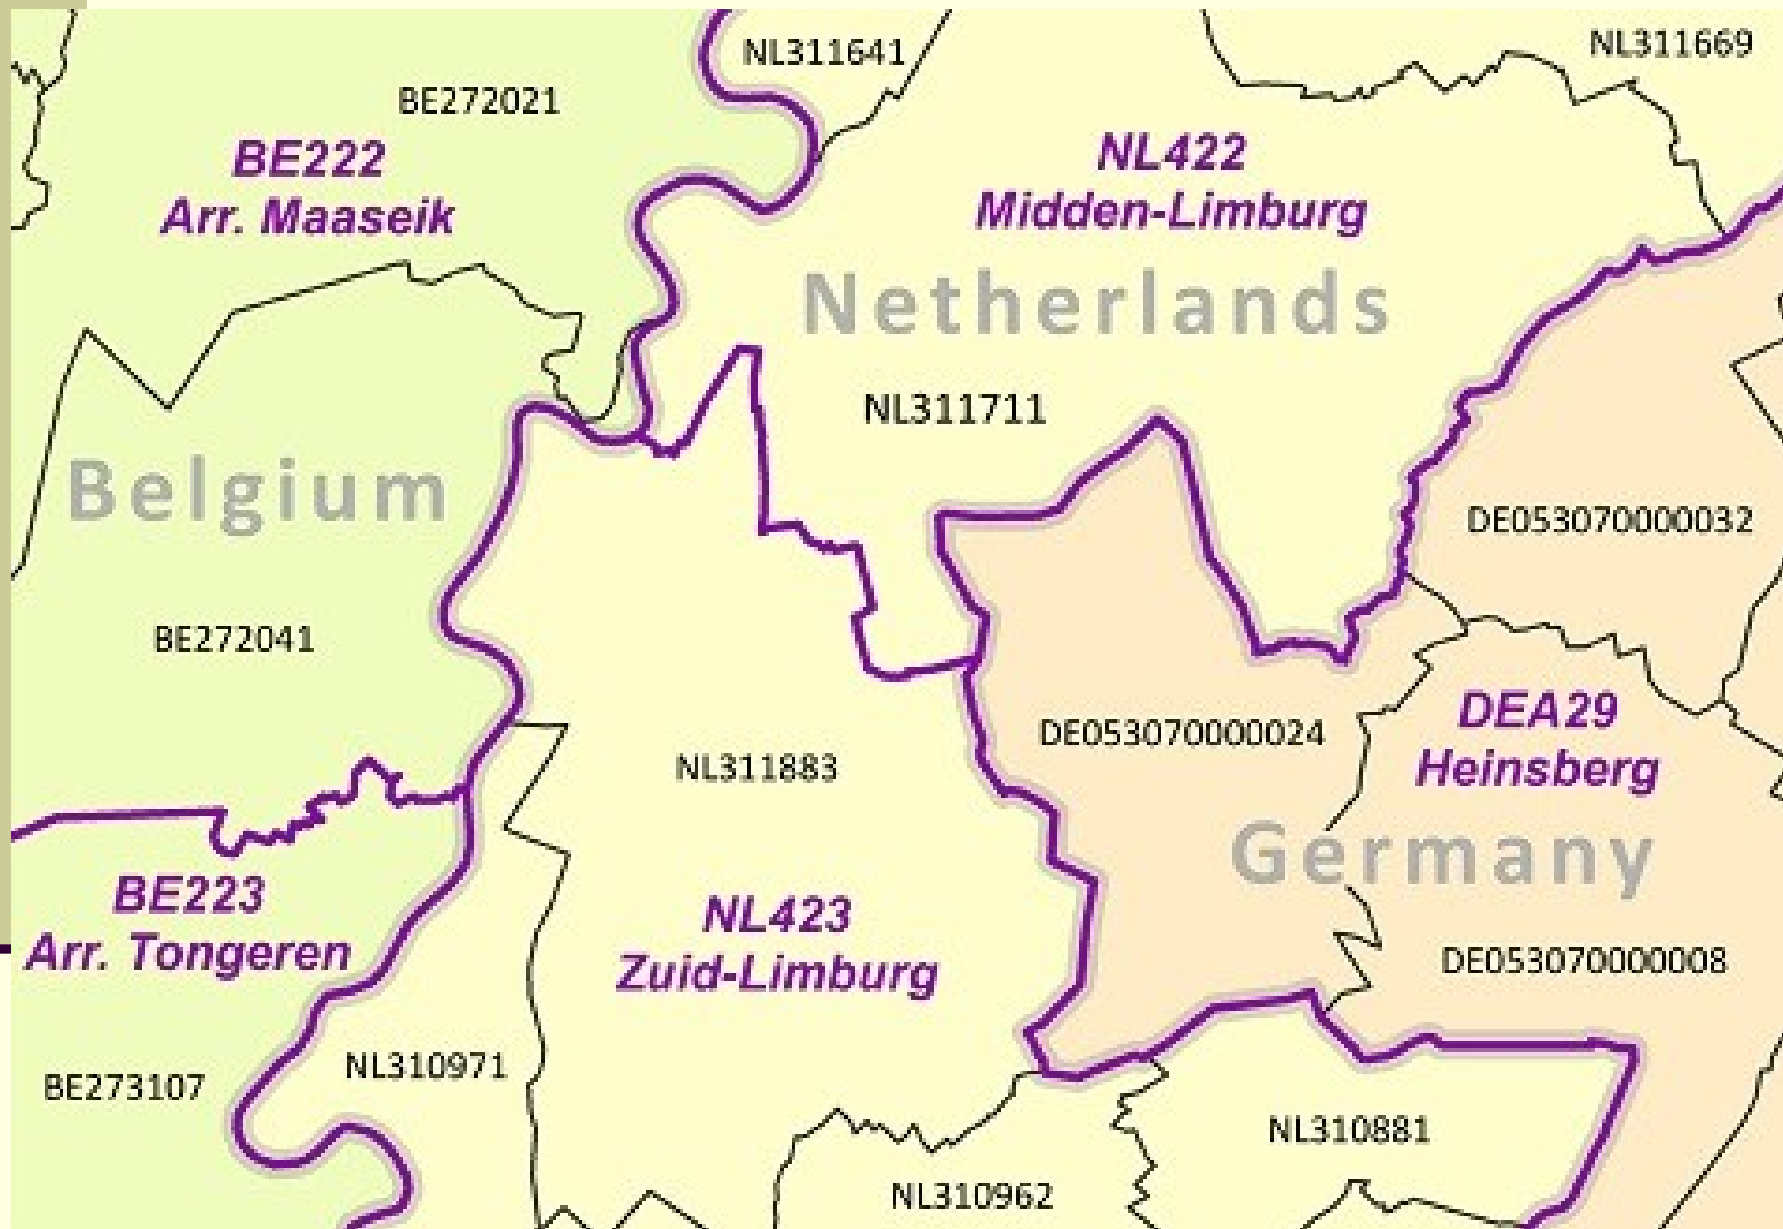 NL311641
NL311669
BE272021
BE222
Arr. Maaseik
NL422
Midden-Limburg
Netherlands
NL311711
Belgium
DE053070000032
BE272041
DE053070000024
DEA29
Heinsberg
NL311883
Germany
BE223
Arr. Tongeren
NL423
Zuid-Limburg
DE053070000008
NL310971
BE273107
NL310881
NL310962